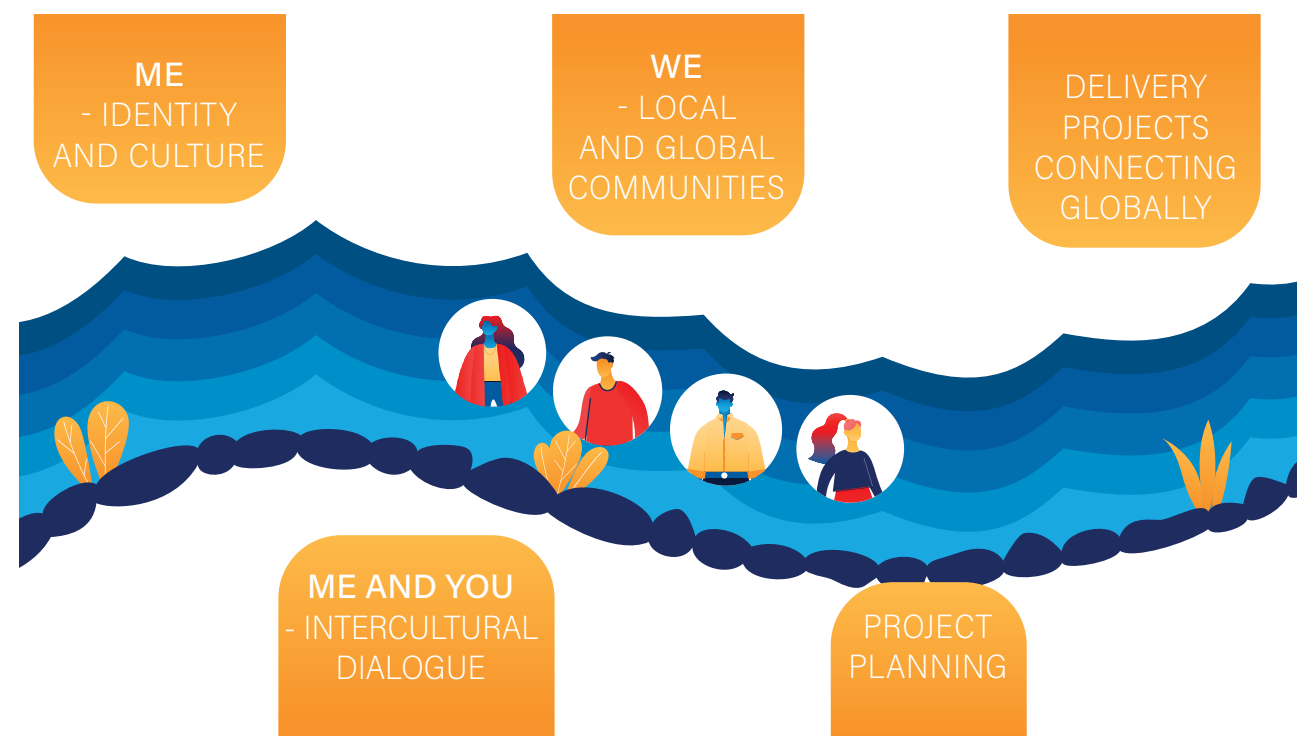 ME
- IDENTITY
AND CULTURE
ME AND YOU
- INTERCULTURAL
DIALOGUE
WE
- LOCAL
AND GLOBAL
COMMUNITIES
PROJECT
PLANNING
DELIVERY
PROJECTS
CONNECTING
GLOBALLY